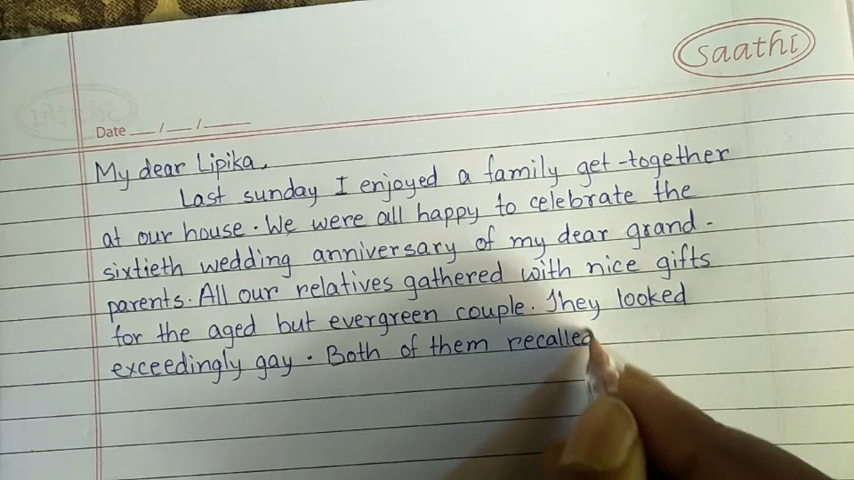 saathi
Date __/__/____
My dear Lipika,
Last sunday I enjoyed a family get-together
at our house. We were all happy to celebrate the
sixtieth wedding anniversary of my dear grand-
parents. All our relatives gathered with nice gifts
for the aged but evergreen couple. They looked
exceedingly gay. Both of them recalled